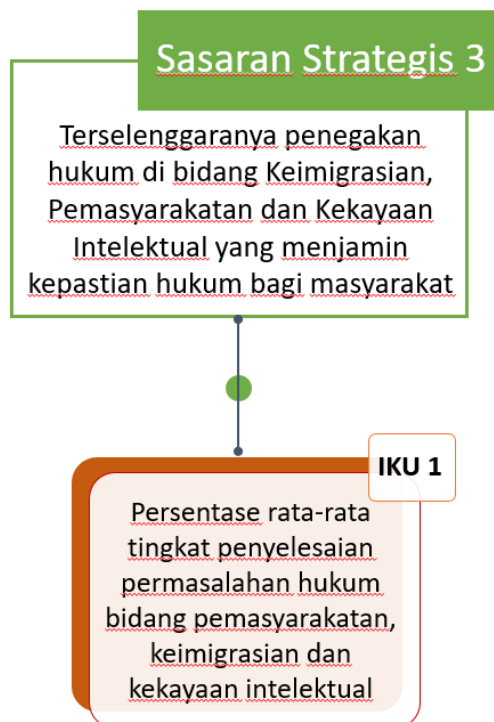 Sasaran Strategis 3
Terselenggaranya penegakan
hukum di bidang Keimigrasian,
Pemasyarakatan dan Kekayaan
Intelektual yang menjamin
kepastian hukum bagi masyarakat
IKU 1
Persentase rata-rata
tingkat penyelesaian
permasalahan hukum
bidang pemasyarakatan,
keimigrasian dan
kekayaan intelektual